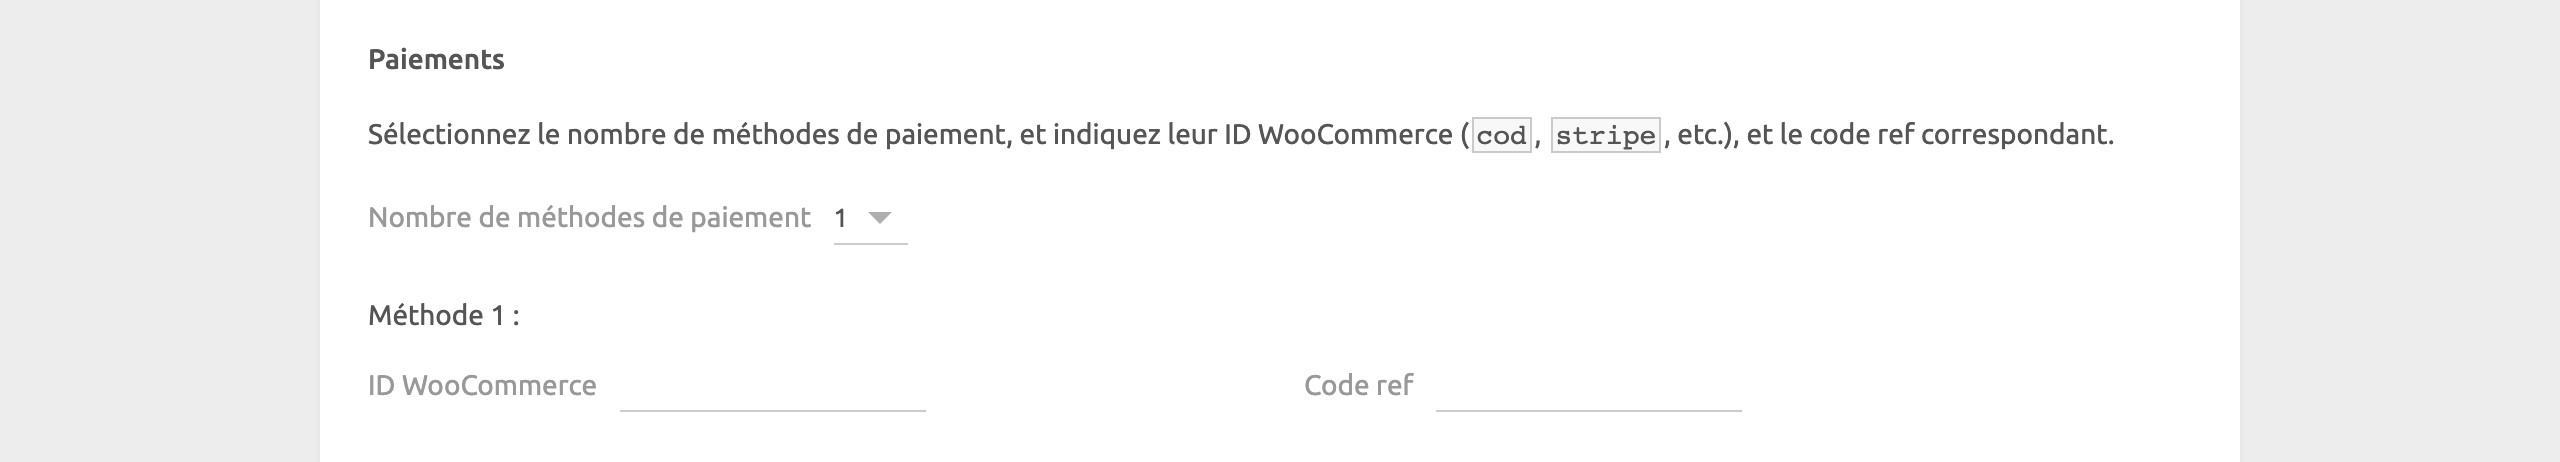 Paiements
Sélectionnez le nombre de méthodes de paiement, et indiquez leur ID WooCommerce (cod, stripe, etc.), et le code ref correspondant.
Nombre de méthodes de paiement 1
Méthode 1 :
ID WooCommerce Code ref